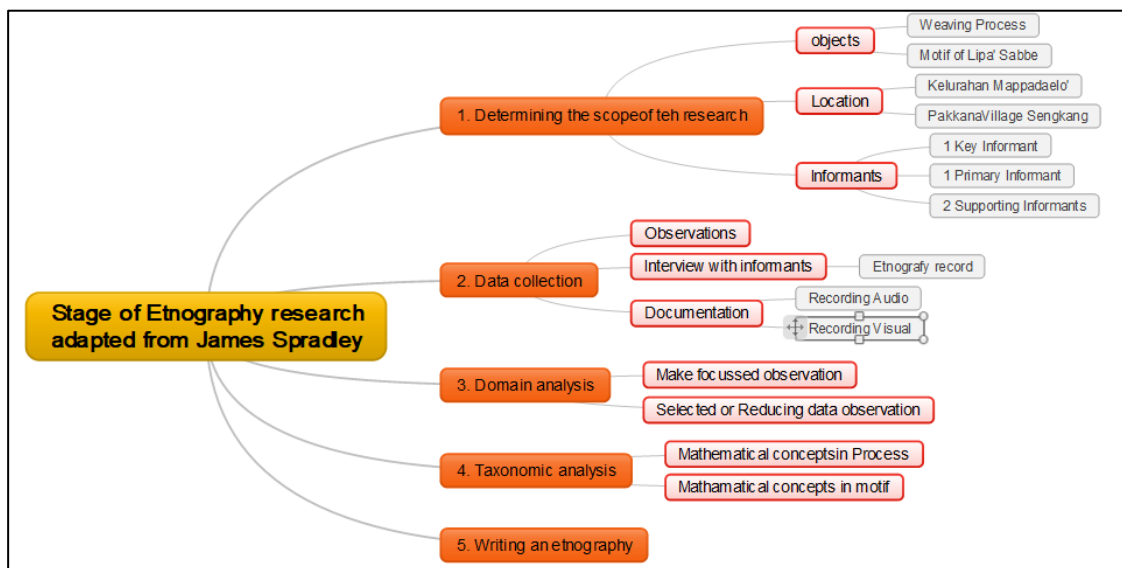 Stage of Etnography research
adapted from James Spradley
1. Determining the scopeof teh research
objects
Weaving Process
Motif of Lipa' Sabbe
Location
Kelurahan Mappadaelo'
PakkanaVillage Sengkang
Informants
1 Key Informant
1 Primary Informant
2 Supporting Informants
2. Data collection
Observations
Interview with informants
Etnografy record
Documentation
Recording Audio
Recording Visual
3. Domain analysis
Make focussed observation
Selected or Reducing data observation
4. Taxonomic analysis
Mathematical conceptsin Process
Mathamatical concepts in motif
5. Writing an etnography